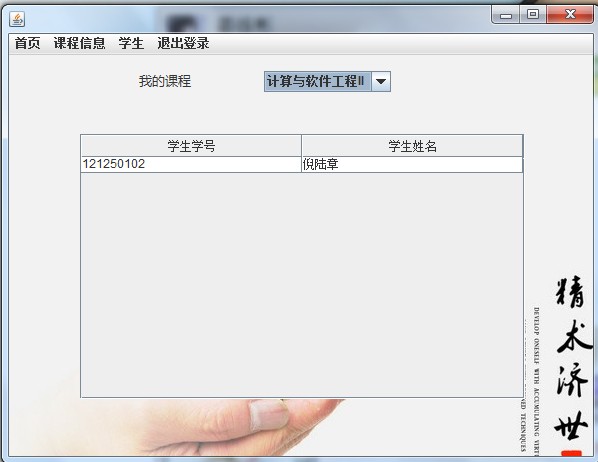 首页 课程信息 学生 退出登录
我的课程 计算与软件工程II
学生学号 学生姓名
121250102 倪陆章
精术济世
DEVELOP ONESELF WITH ACCUMULATING VIRT
ED TECHNIQUES